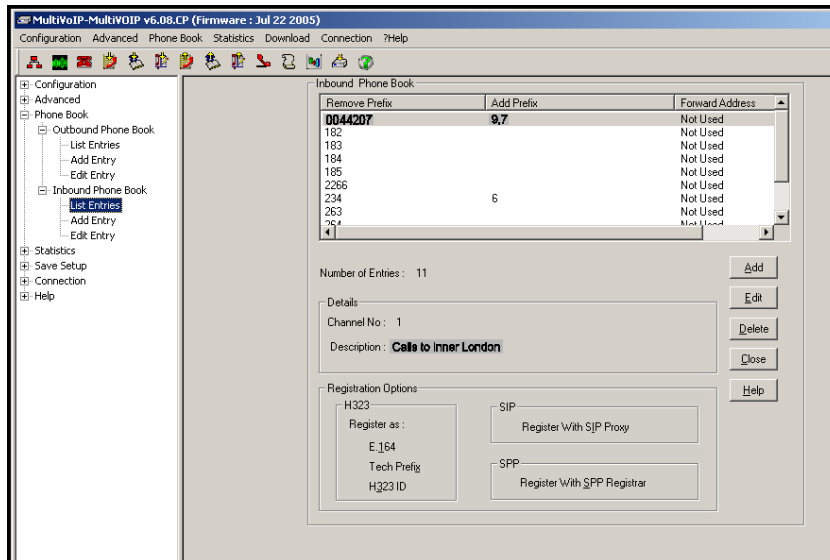 MultiVoIP-MultiVOIP v6.08.CP (Firmware : Jul 22 2005)
Configuration Advanced Phone Book Statistics Download Connection ?Help
Configuration
Advanced
Phone Book
Outbound Phone Book
List Entries
Add Entry
Edit Entry
Inbound Phone Book
List Entries
Add Entry
Edit Entry
Statistics
Save Setup
Connection
Help
Inbound Phone Book
Remove Prefix Add Prefix Forward Address
0044207 9,7 Not Used
182 Not Used
183 Not Used
184 Not Used
185 Not Used
2266 Not Used
234 6 Not Used
263 Not Used
264 Not Used
Number of Entries : 11
Add
Edit
Delete
Close
Help
Details
Channel No : 1
Description : Calls to Inner London
Registration Options
H323
Register as :
E.164
Tech Prefix
H323 ID
SIP
Register With SIP Proxy
SPP
Register With SPP Registrar